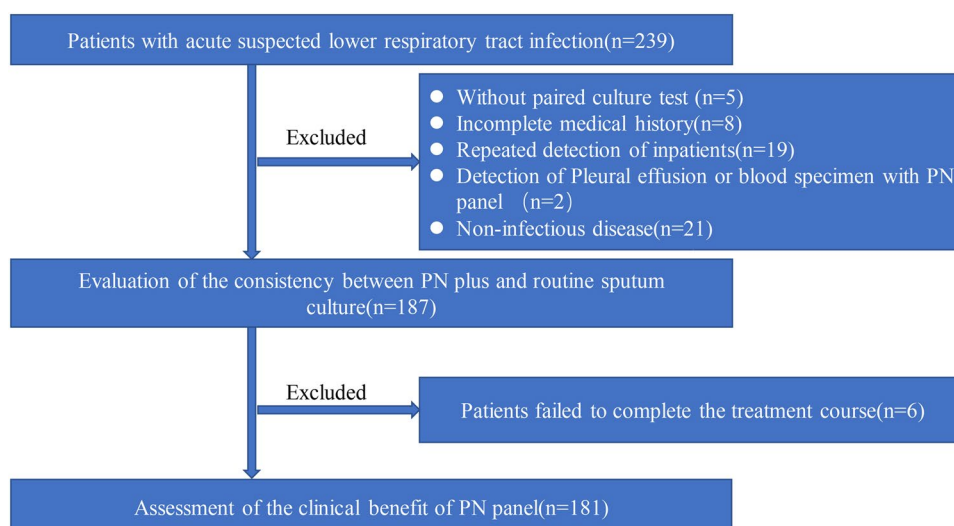 Patients with acute suspected lower respiratory tract infection(n=239)
Excluded
Without paired culture test (n=5)
Incomplete medical history(n=8)
Repeated detection of inpatients(n=19)
Detection of Pleural effusion or blood specimen with PN
panel （n=2）
Non-infectious disease(n=21)
Evaluation of the consistency between PN plus and routine sputum
culture(n=187)
Excluded
Patients failed to complete the treatment course(n=6)
Assessment of the clinical benefit of PN panel(n=181)